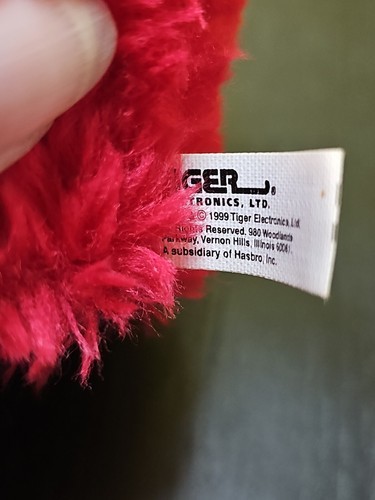 IGER
TRONICS, LTD.
© 1999 Tiger Electronics, Ltd.
Rights Reserved. 980 Woodlands
Parkway, Vernon Hills, Illinois 60061.
A subsidiary of Hasbro, Inc.